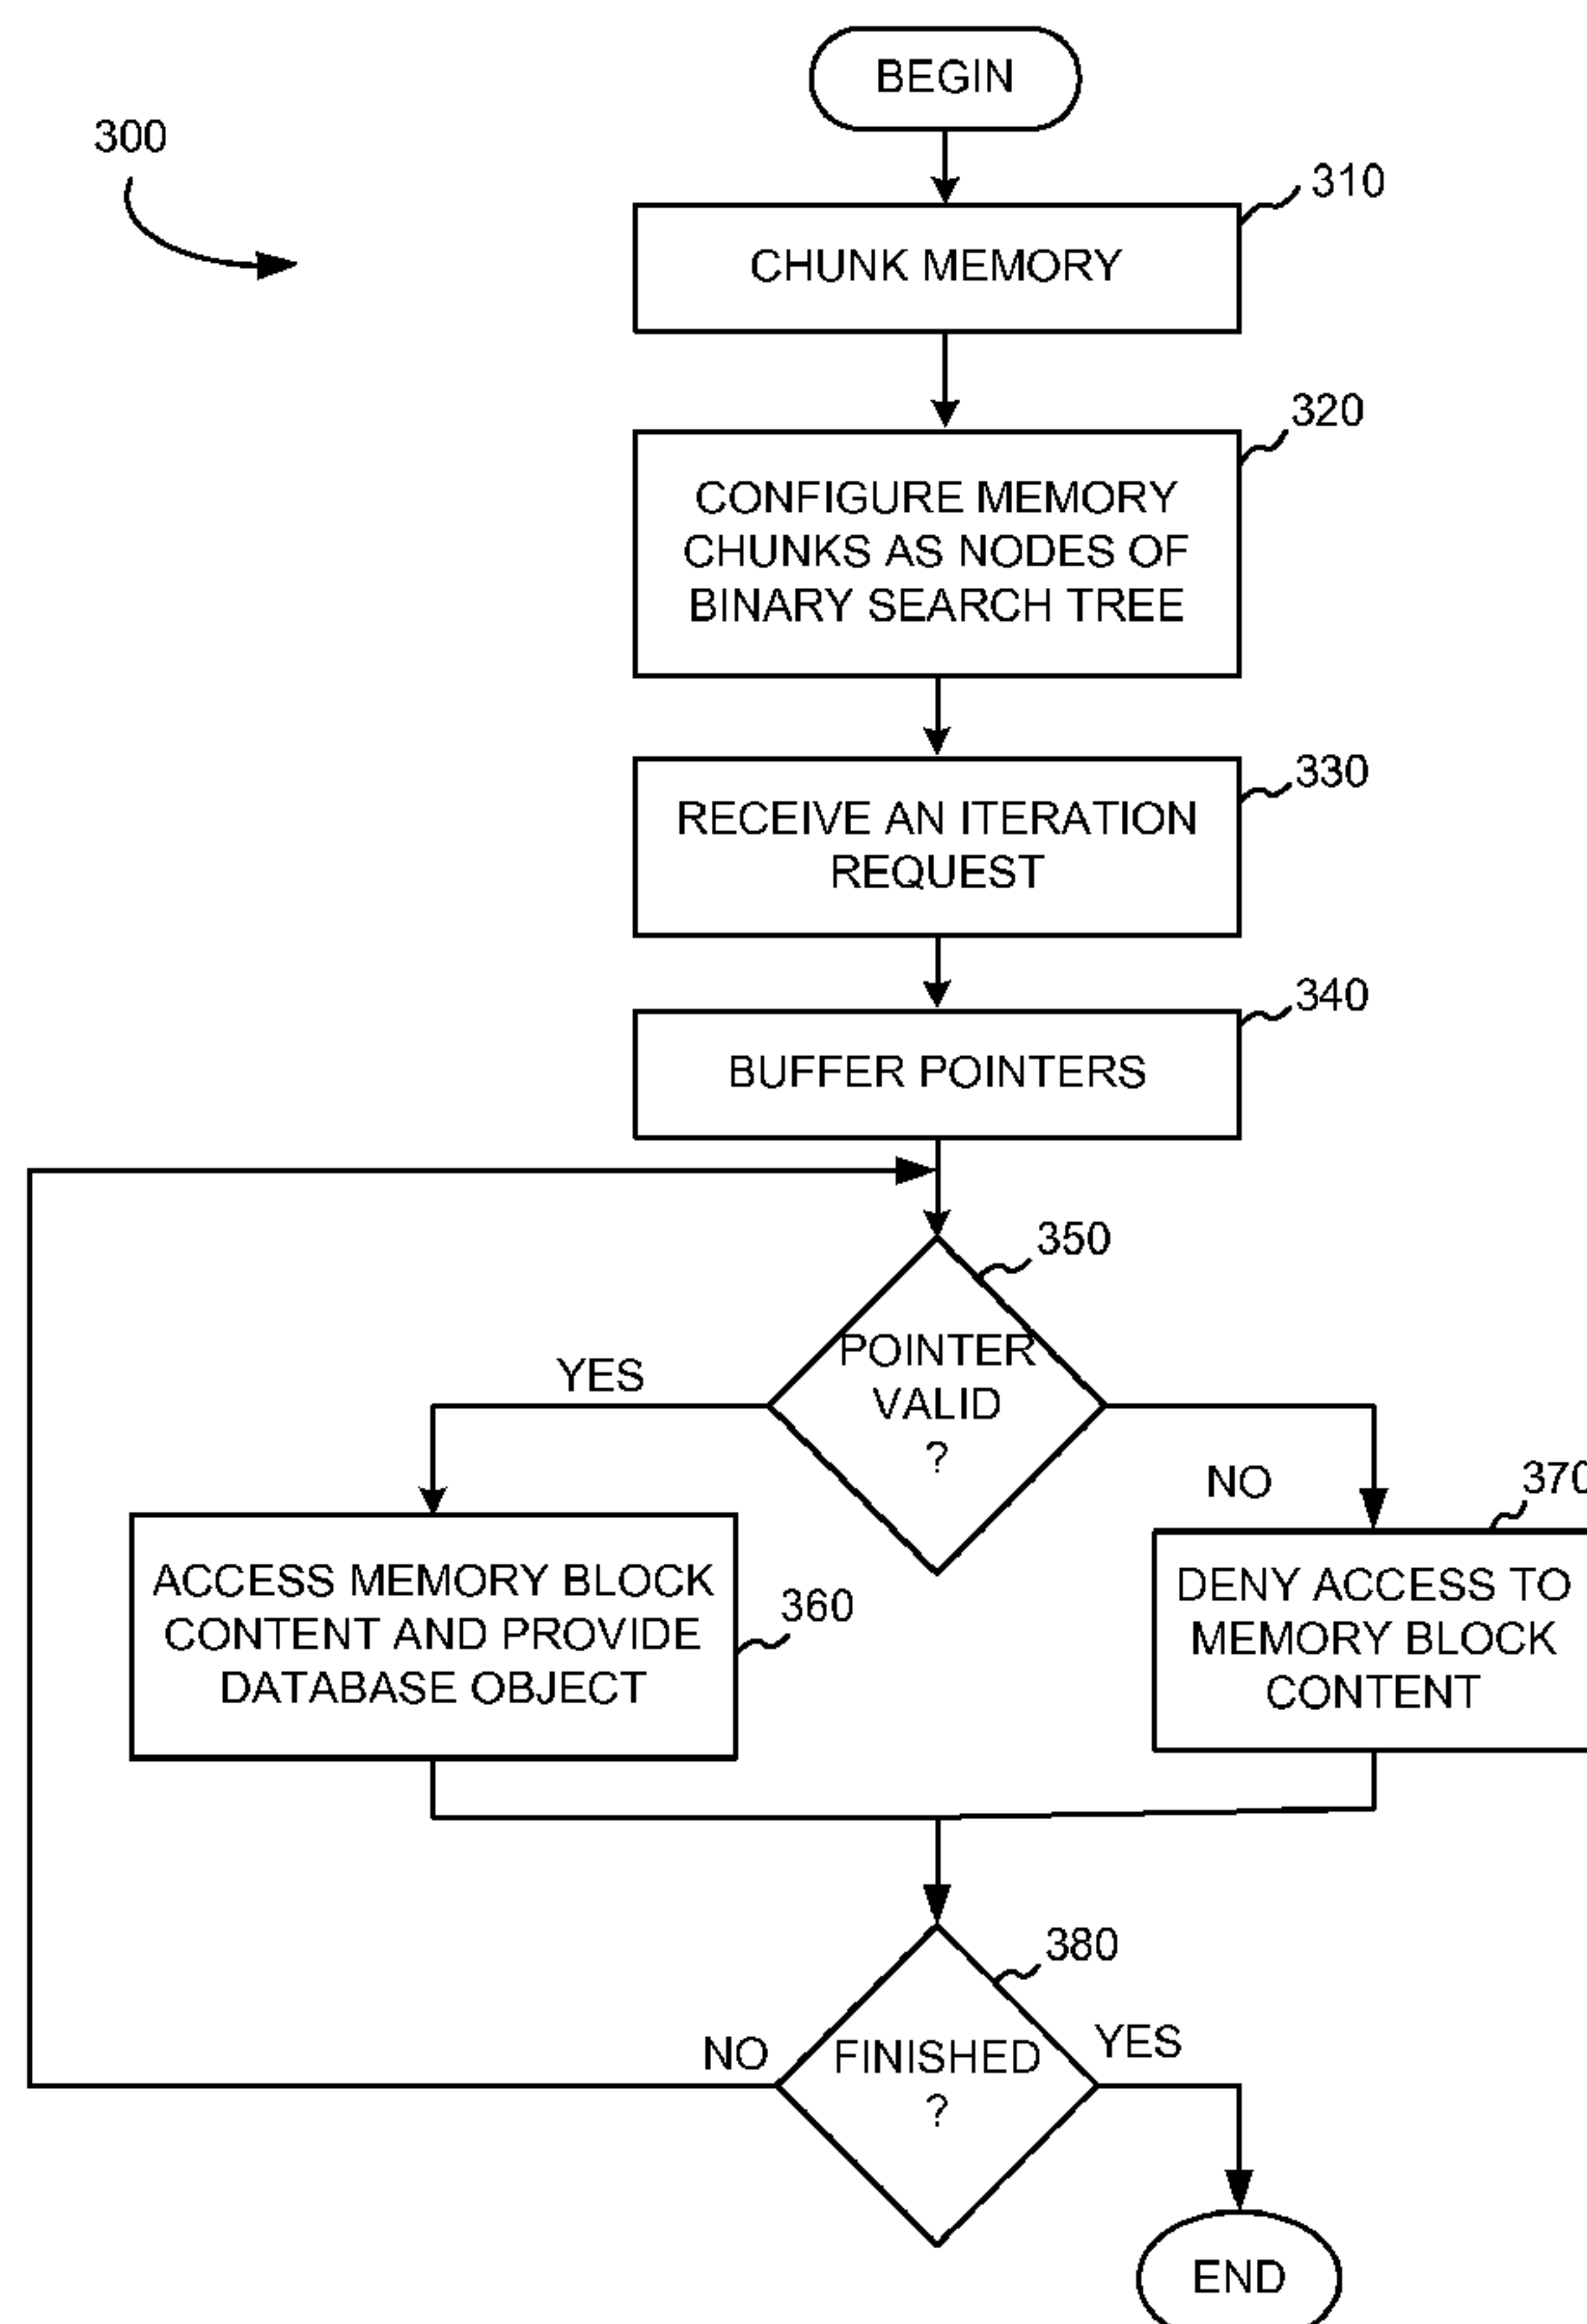 BEGIN
300
310
CHUNK MEMORY
320
CONFIGURE MEMORY
CHUNKS AS NODES OF
BINARY SEARCH TREE
330
RECEIVE AN ITERATION
REQUEST
340
BUFFER POINTERS
350
POINTER
VALID
?
YES
NO
370
ACCESS MEMORY BLOCK
CONTENT AND PROVIDE
DATABASE OBJECT
360
DENY ACCESS TO
MEMORY BLOCK
CONTENT
380
FINISHED
?
NO
YES
END